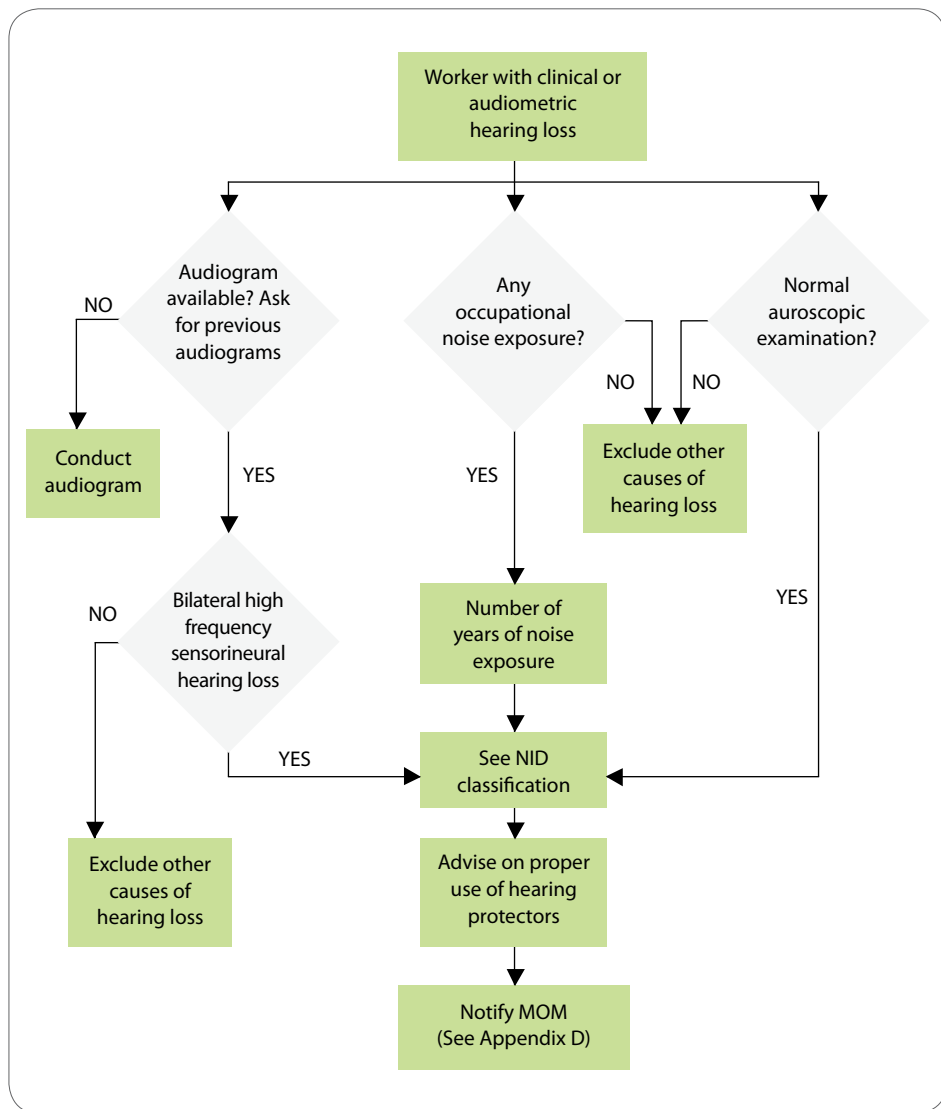 Worker with clinical or
audiometric
hearing loss
Audiogram
available? Ask
for previous
audiograms
NO
Any
occupational
noise exposure?
Normal
auroscopic
examination?
NO
NO
Conduct
audiogram
YES
YES
Exclude other
causes of
hearing loss
Bilateral high
frequency
sensorineural
hearing loss
NO
Number of
years of noise
exposure
YES
YES
See NID
classification
Exclude other
causes of
hearing loss
Advise on proper
use of hearing
protectors
Notify MOM
(See Appendix D)